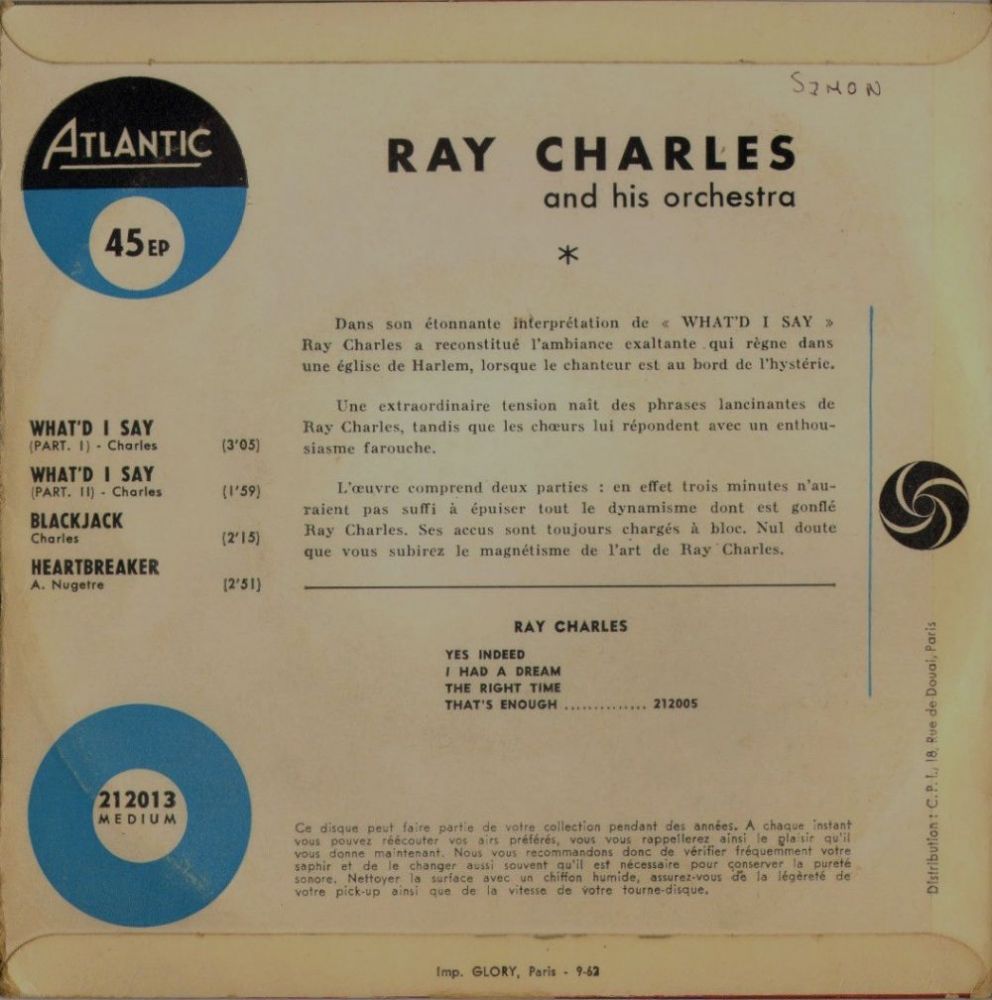 SIMON
ATLANTIC
45 EP
RAY CHARLES
and his orchestra
*
Dans son étonnante interprétation de « WHAT'D I SAY »
Ray Charles a reconstitué l'ambiance exaltante qui règne dans
une église de Harlem, lorsque le chanteur est au bord de l'hystérie.
Une extraordinaire tension naît des phrases lancinantes de
Ray Charles, tandis que les chœurs lui répondent avec un enthou-
siasme farouche.
L'œuvre comprend deux parties : en effet trois minutes n'au-
raient pas suffi à épuiser tout le dynamisme dont est gonflé
Ray Charles. Ses accus sont toujours chargés à bloc. Nul doute
que vous subirez le magnétisme de l'art de Ray Charles.
WHAT'D I SAY
(PART. I) - Charles (3'05)
WHAT'D I SAY
(PART. II) - Charles (1'59)
BLACKJACK
Charles (2'15)
HEARTBREAKER
A. Nugetre (2'51)
RAY CHARLES
YES INDEED
I HAD A DREAM
THE RIGHT TIME
THAT'S ENOUGH .............. 212005
212013
MEDIUM
Ce disque peut faire partie de votre collection pendant des années. A chaque instant
vous pouvez réécouter vos airs préférés, vous vous rappellerez ainsi le plaisir qu'il
vous donne maintenant. Nous vous recommandons donc de vérifier fréquemment votre
saphir et de le changer aussi souvent qu'il est nécessaire pour conserver la pureté
sonore. Nettoyer la surface avec un chiffon humide, assurez-vous de la légèreté de
votre pick-up ainsi que de la vitesse de votre tourne-disque.
Distribution : C. P. I., 18, Rue de Douai, Paris
Imp. GLORY, Paris - 9-62